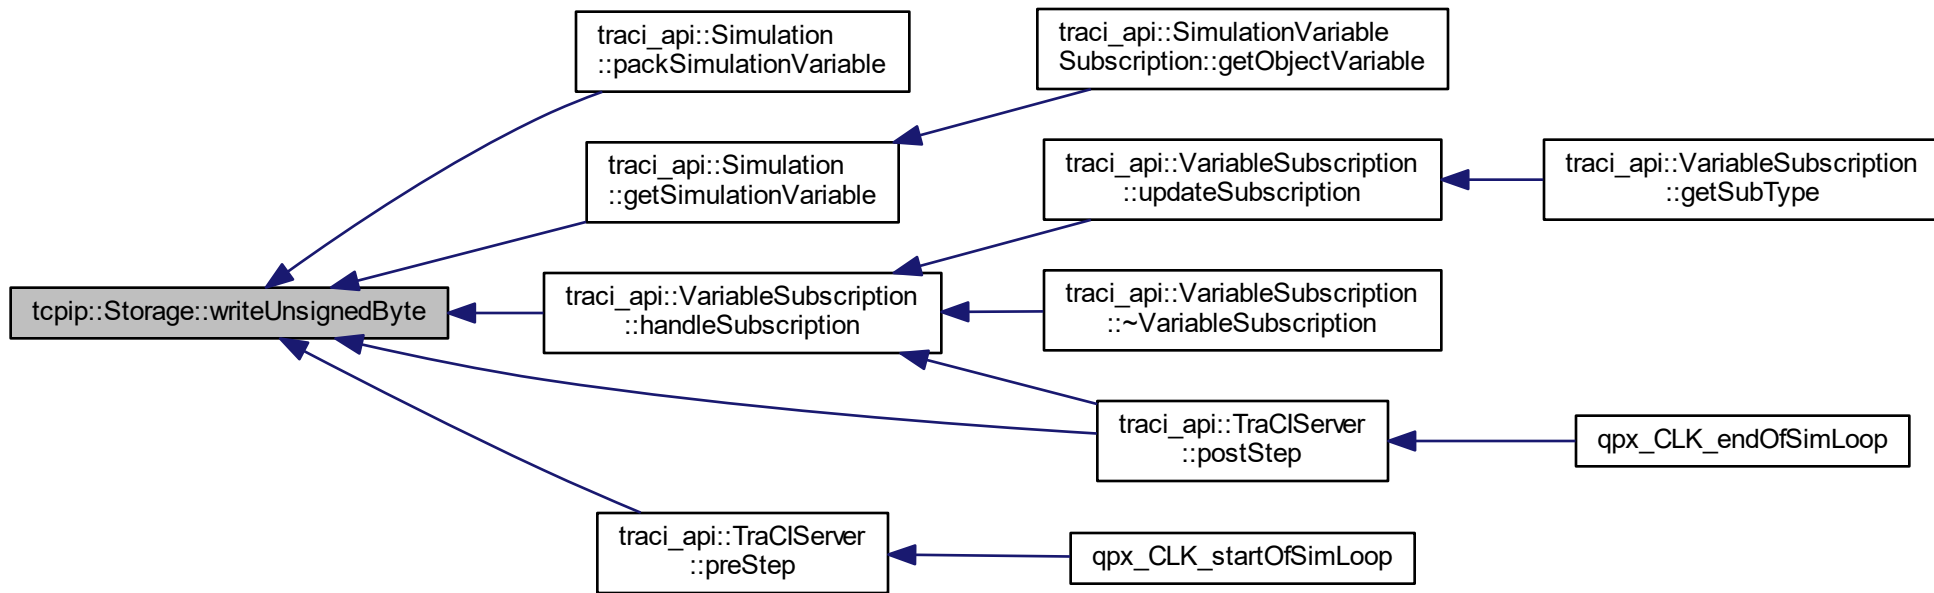 traci_api::Simulation
::packSimulationVariable
traci_api::SimulationVariable
Subscription::getObjectVariable
traci_api::Simulation
::getSimulationVariable
traci_api::VariableSubscription
::updateSubscription
traci_api::VariableSubscription
::getSubType
tcpip::Storage::writeUnsignedByte
traci_api::VariableSubscription
::handleSubscription
traci_api::VariableSubscription
::~VariableSubscription
traci_api::TraCIServer
::postStep
qpx_CLK_endOfSimLoop
traci_api::TraCIServer
::preStep
qpx_CLK_startOfSimLoop